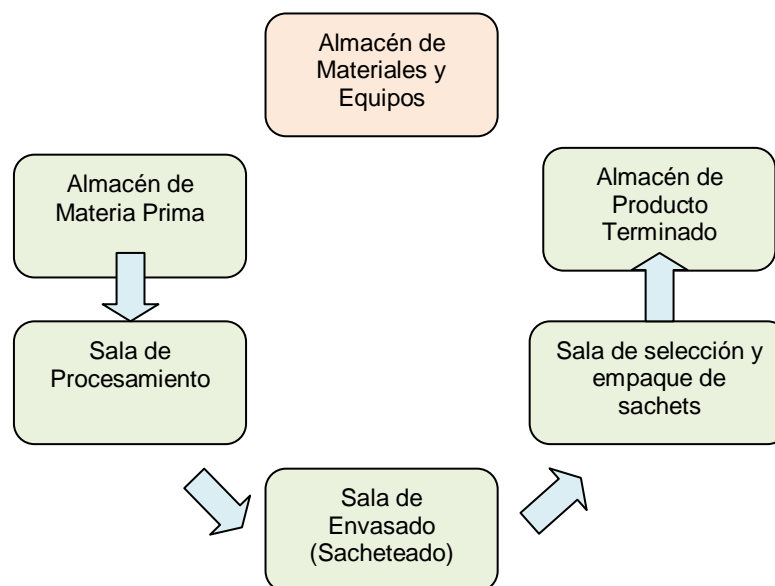 Almacén de
Materiales y
Equipos
Almacén de
Materia Prima
Almacén de
Producto
Terminado
Sala de
Procesamiento
Sala de selección y
empaque de
sachets
Sala de
Envasado
(Sacheteado)